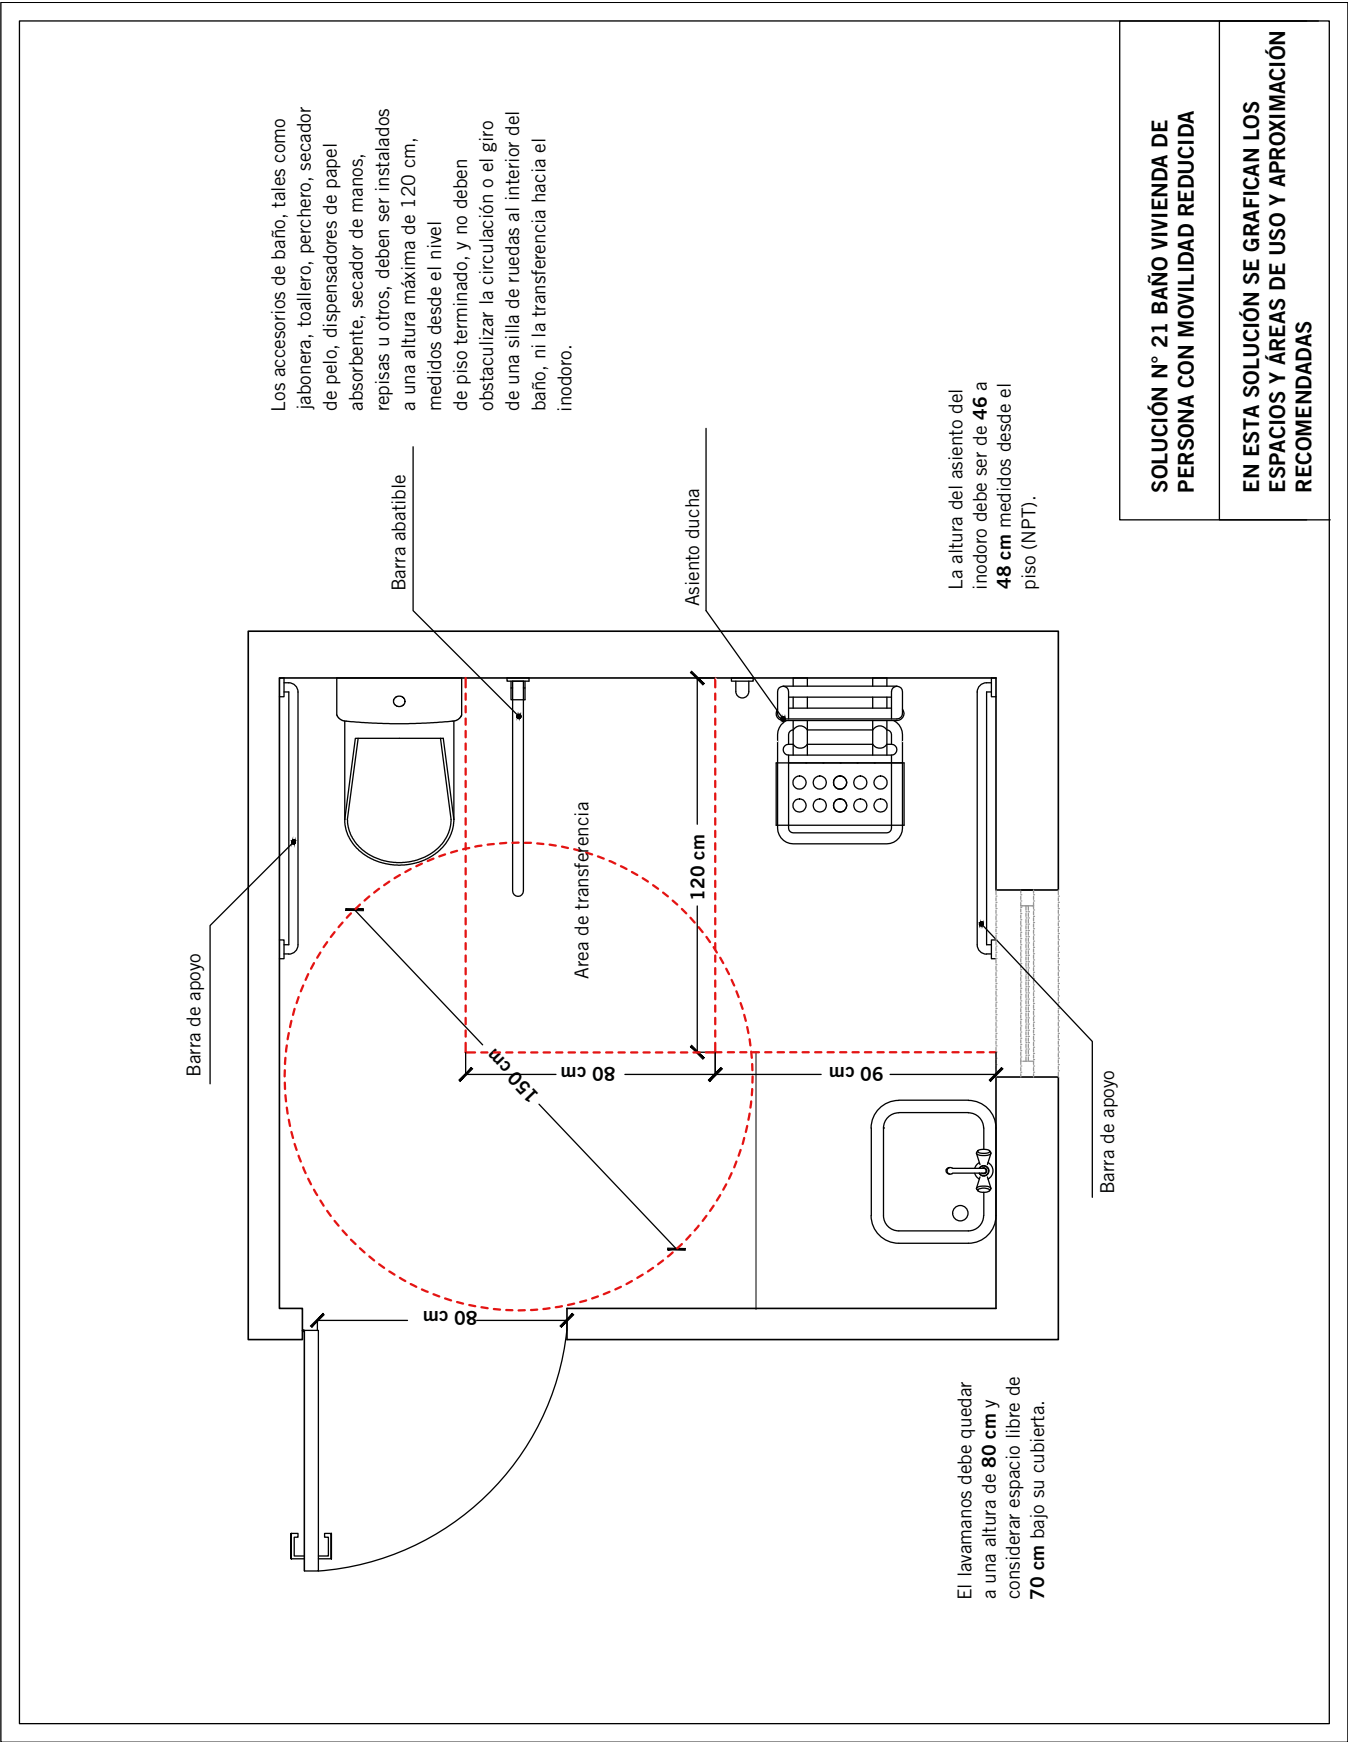 Los accesorios de baño, tales como
jabonera, toallero, perchero, secador
de pelo, dispensadores de papel
absorbente, secador de manos,
repisas u otros, deben ser instalados
a una altura máxima de 120 cm,
medidos desde el nivel
de piso terminado, y no deben
obstaculizar la circulación o el giro
de una silla de ruedas al interior del
baño, ni la transferencia hacia el
inodoro.
Barra de apoyo
Barra abatible
Asiento ducha
Area de transferencia
120 cm
150 cm
80 cm
90 cm
80 cm
Barra de apoyo
La altura del asiento del
inodoro debe ser de 46 a
48 cm medidos desde el
piso (NPT).
El lavamanos debe quedar
a una altura de 80 cm y
considerar espacio libre de
70 cm bajo su cubierta.
SOLUCIÓN N° 21 BAÑO VIVIENDA DE
PERSONA CON MOVILIDAD REDUCIDA
EN ESTA SOLUCIÓN SE GRAFICAN LOS
ESPACIOS Y ÁREAS DE USO Y APROXIMACIÓN
RECOMENDADAS